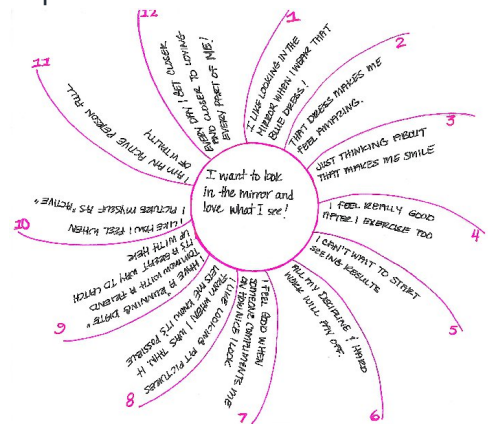 I want to look
in the mirror and
love what I see!
1
I LIKE LOOKING IN THE
MIRROR WHEN I WEAR THAT
BLUE DRESS!
2
THAT DRESS MAKES ME
FEEL AMAZING.
3
JUST THINKING ABOUT
THAT MAKES ME SMILE
4
I FEEL REALLY GOOD
AFTER I EXERCISE TOO
5
I CAN'T WAIT TO START
SEEING RESULTS
6
ALL MY DISCIPLINE & HARD
WORK WILL PAY OFF.
7
I FEEL GOOD WHEN
SOMEONE COMPLIMENTS ME
ON HOW NICE I LOOK
8
I LIKE LOOKING AT PICTURES
FROM WHEN I WAS THIN. IT
LETS ME KNOW IT'S POSSIBLE
9
I HAVE A "RUNNING DATE"
TOMORROW WITH A FRIEND
IT'S A GREAT WAY TO CATCH
UP WITH HER
10
I LIKE HOW I FEEL WHEN
I PICTURE MYSELF AS "ACTIVE"
11
I AM AN ACTIVE PERSON FULL
OF VITALITY
12
EVERY DAY I GET CLOSER
AND CLOSER TO LOVING
EVERY PART OF ME!